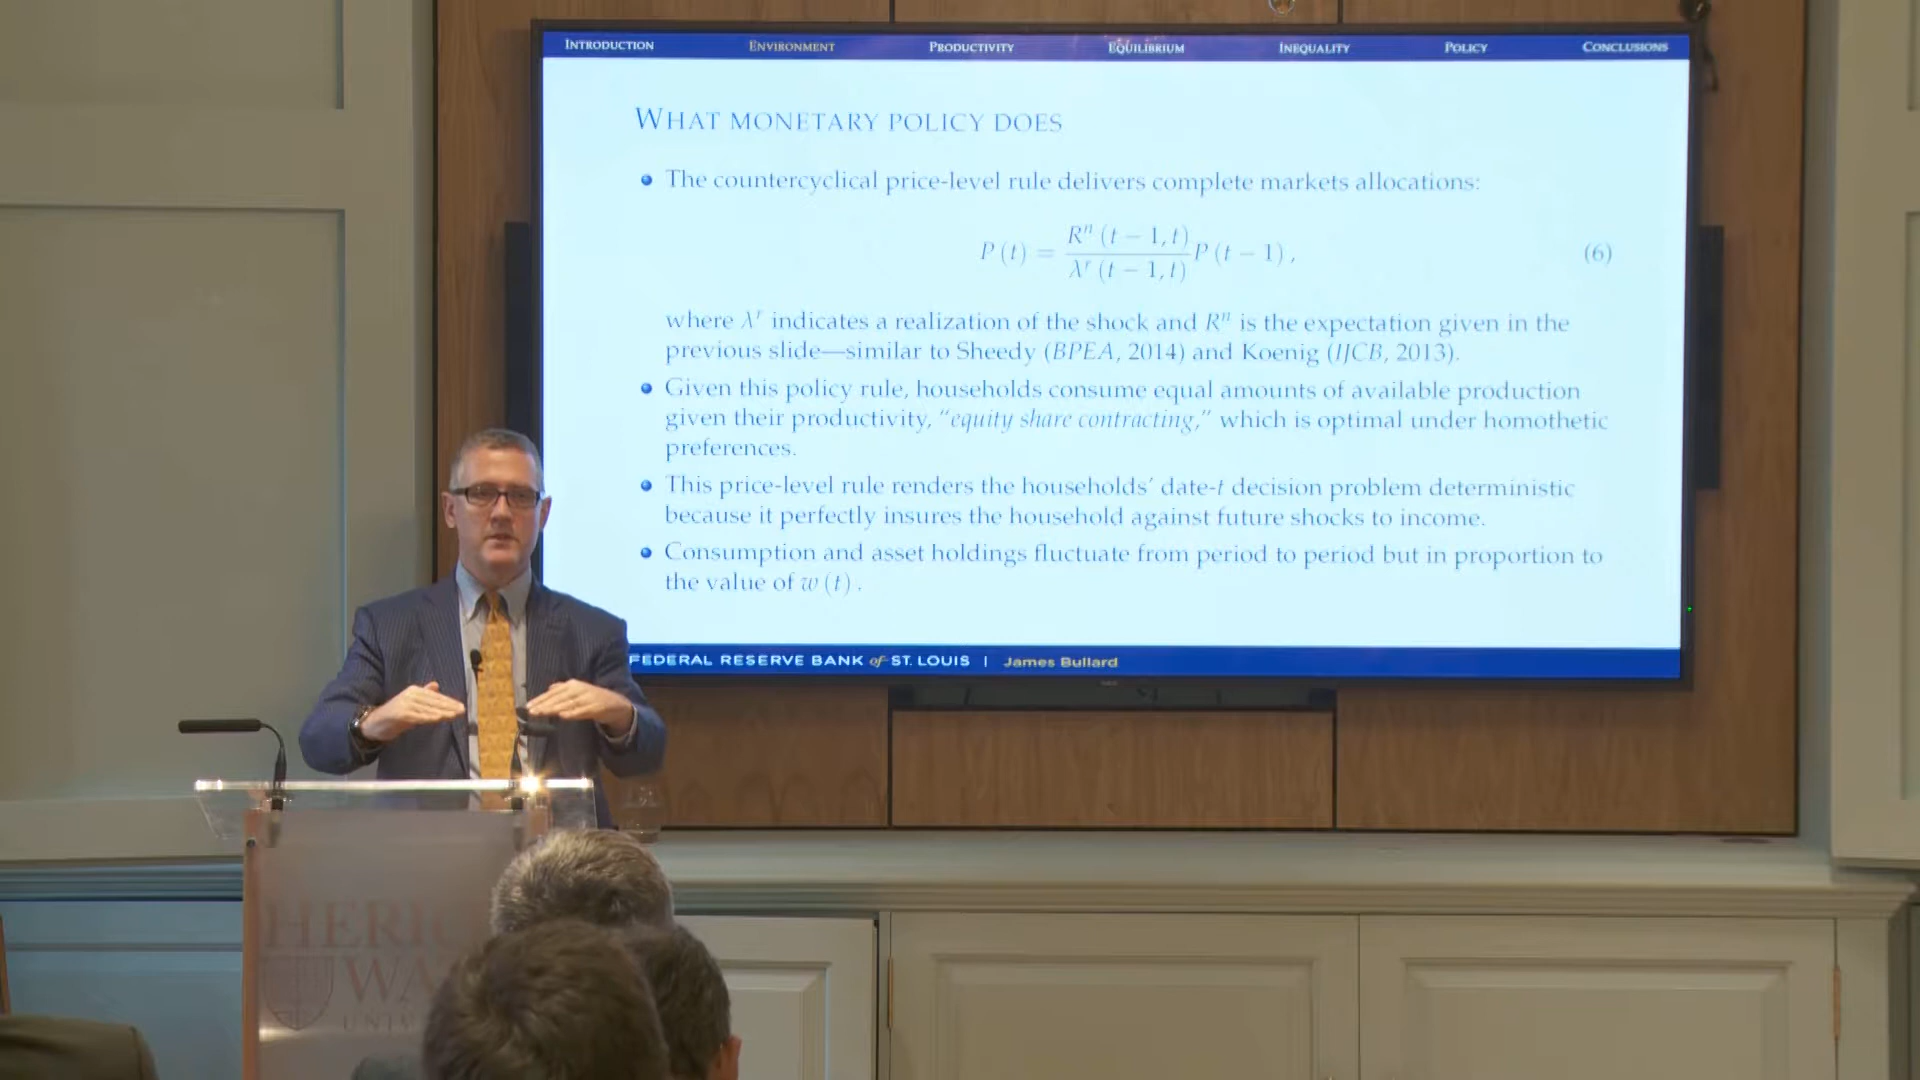 INTRODUCTION ENVIRONMENT PRODUCTIVITY EQUILIBRIUM INEQUALITY POLICY CONCLUSIONS
WHAT MONETARY POLICY DOES
The countercyclical price-level rule delivers complete markets allocations:
P (t) = R^n (t − 1, t) / λ^r (t − 1, t) P (t − 1) , (6)
where λ^r indicates a realization of the shock and R^n is the expectation given in the
previous slide—similar to Sheedy (BPEA, 2014) and Koenig (IJCB, 2013).
Given this policy rule, households consume equal amounts of available production
given their productivity, “equity share contracting,” which is optimal under homothetic
preferences.
This price-level rule renders the households’ date-t decision problem deterministic
because it perfectly insures the household against future shocks to income.
Consumption and asset holdings fluctuate from period to period but in proportion to
the value of w (t) .
FEDERAL RESERVE BANK of ST. LOUIS | James Bullard
HERIO
WA
UNIV